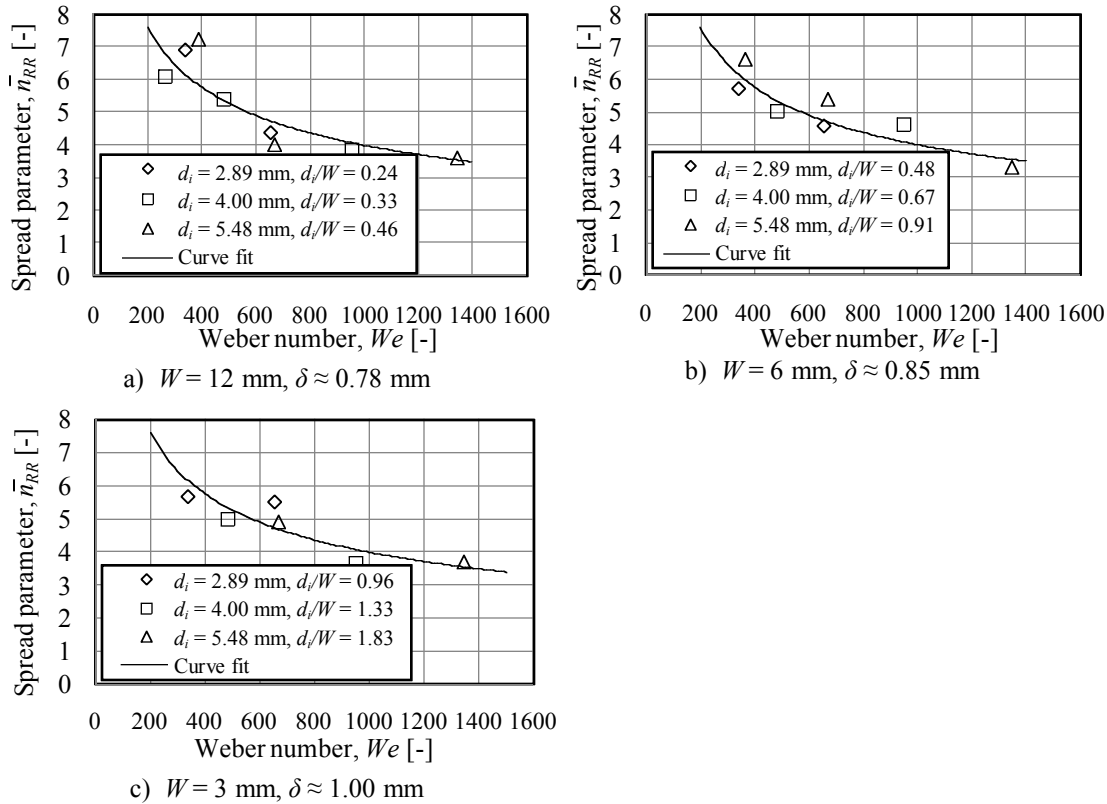 Spread parameter, n̄RR [-]
8
7
6
5
4
3
2
1
0
di = 2.89 mm, di/W = 0.24
di = 4.00 mm, di/W = 0.33
di = 5.48 mm, di/W = 0.46
Curve fit
0 200 400 600 800 1000 1200 1400 1600
Weber number, We [-]
a) W = 12 mm, δ ≈ 0.78 mm
Spread parameter, n̄RR [-]
8
7
6
5
4
3
2
1
0
di = 2.89 mm, di/W = 0.48
di = 4.00 mm, di/W = 0.67
di = 5.48 mm, di/W = 0.91
Curve fit
0 200 400 600 800 1000 1200 1400 1600
Weber number, We [-]
b) W = 6 mm, δ ≈ 0.85 mm
Spread parameter, n̄RR [-]
8
7
6
5
4
3
2
1
0
di = 2.89 mm, di/W = 0.96
di = 4.00 mm, di/W = 1.33
di = 5.48 mm, di/W = 1.83
Curve fit
0 200 400 600 800 1000 1200 1400 1600
Weber number, We [-]
c) W = 3 mm, δ ≈ 1.00 mm